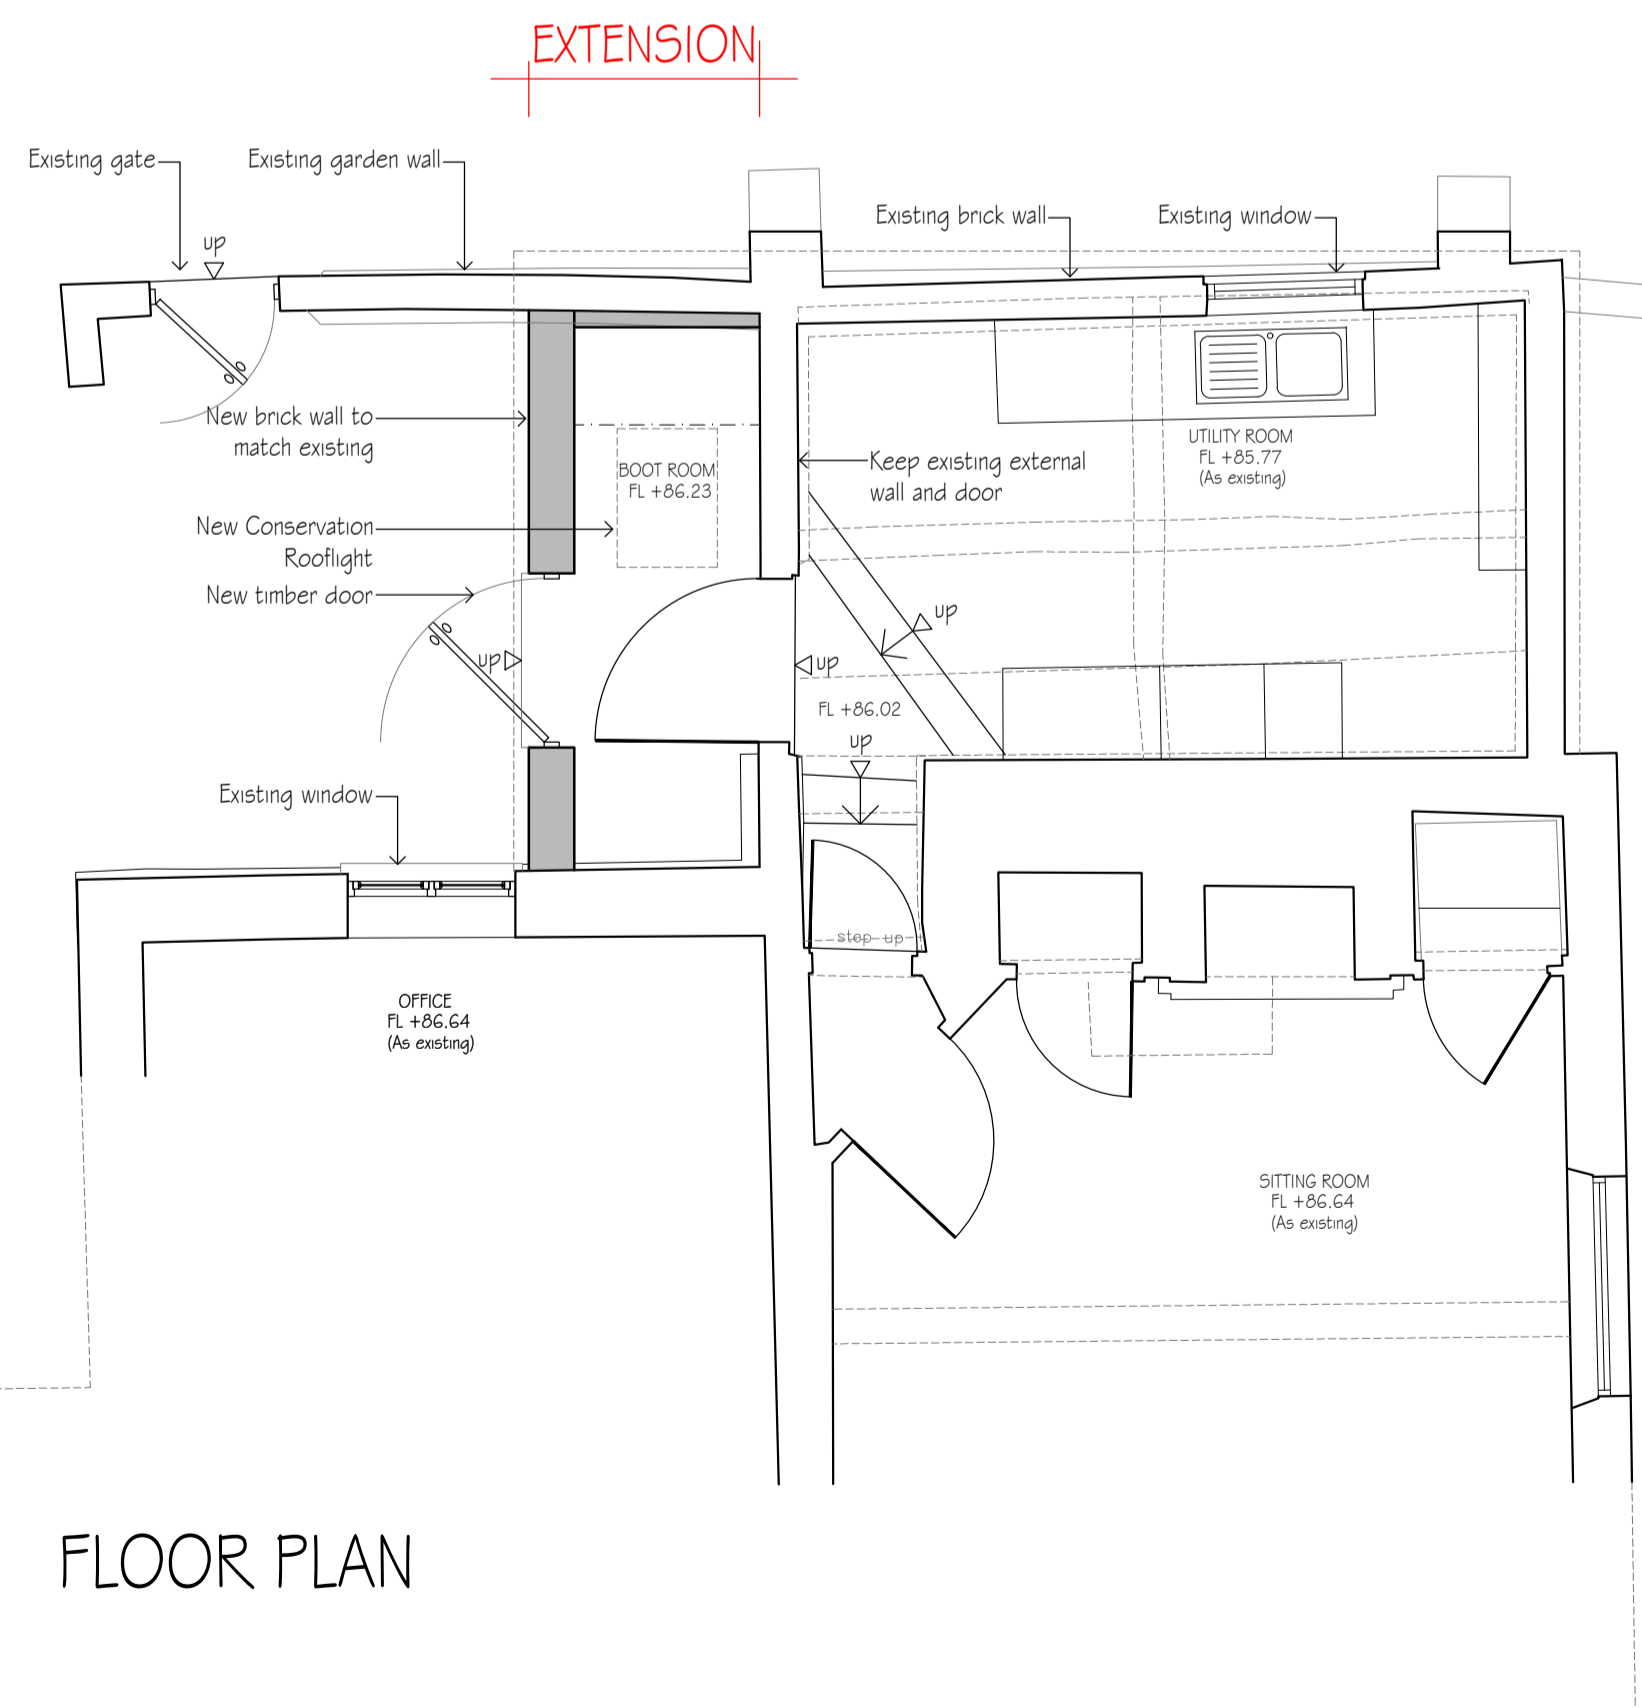 EXTENSION
Existing gate
Existing garden wall
up
Existing brick wall
Existing window
New brick wall to
match existing
BOOT ROOM
FL +86.23
Keep existing external
wall and door
UTILITY ROOM
FL +85.77
(As existing)
New Conservation
Rooflight
New timber door
up
up
up
FL +86.02
up
Existing window
step up
OFFICE
FL +86.64
(As existing)
SITTING ROOM
FL +86.64
(As existing)
FLOOR PLAN